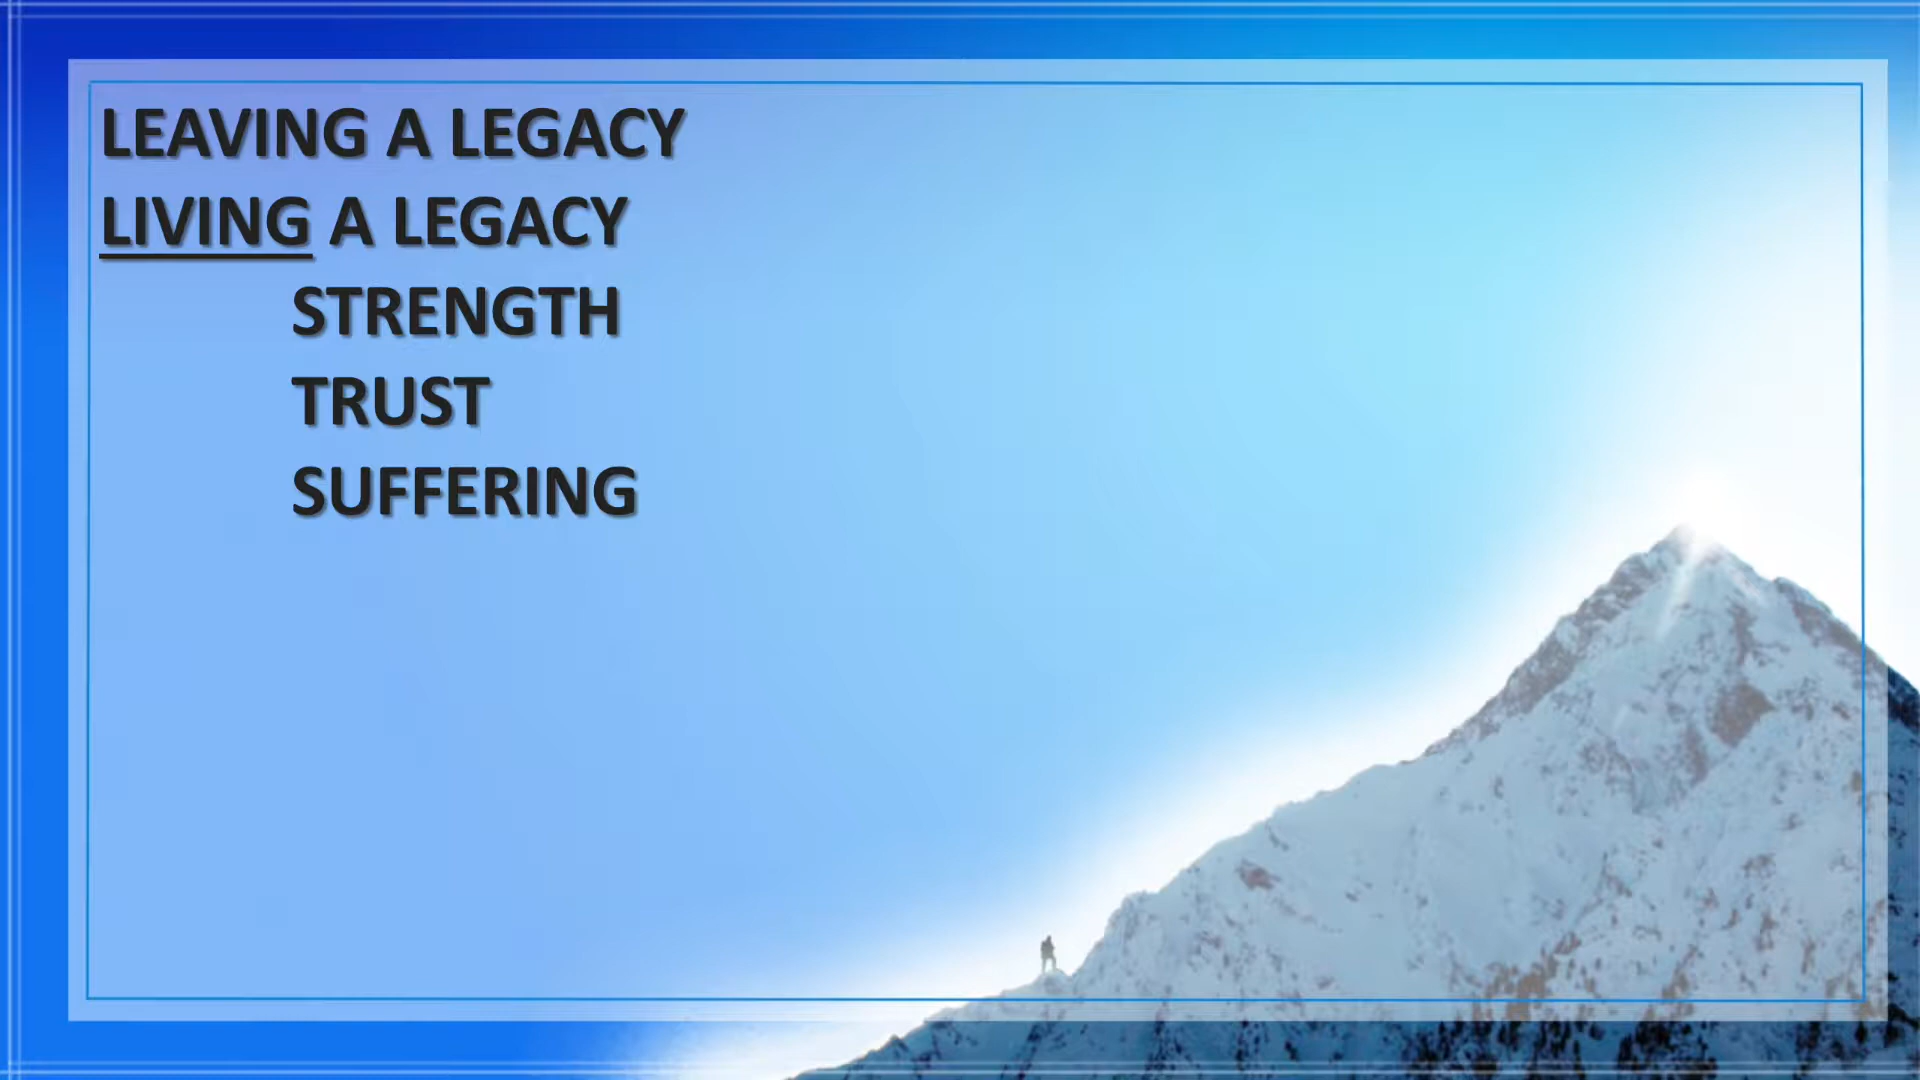 LEAVING A LEGACY
LIVING A LEGACY
STRENGTH
TRUST
SUFFERING